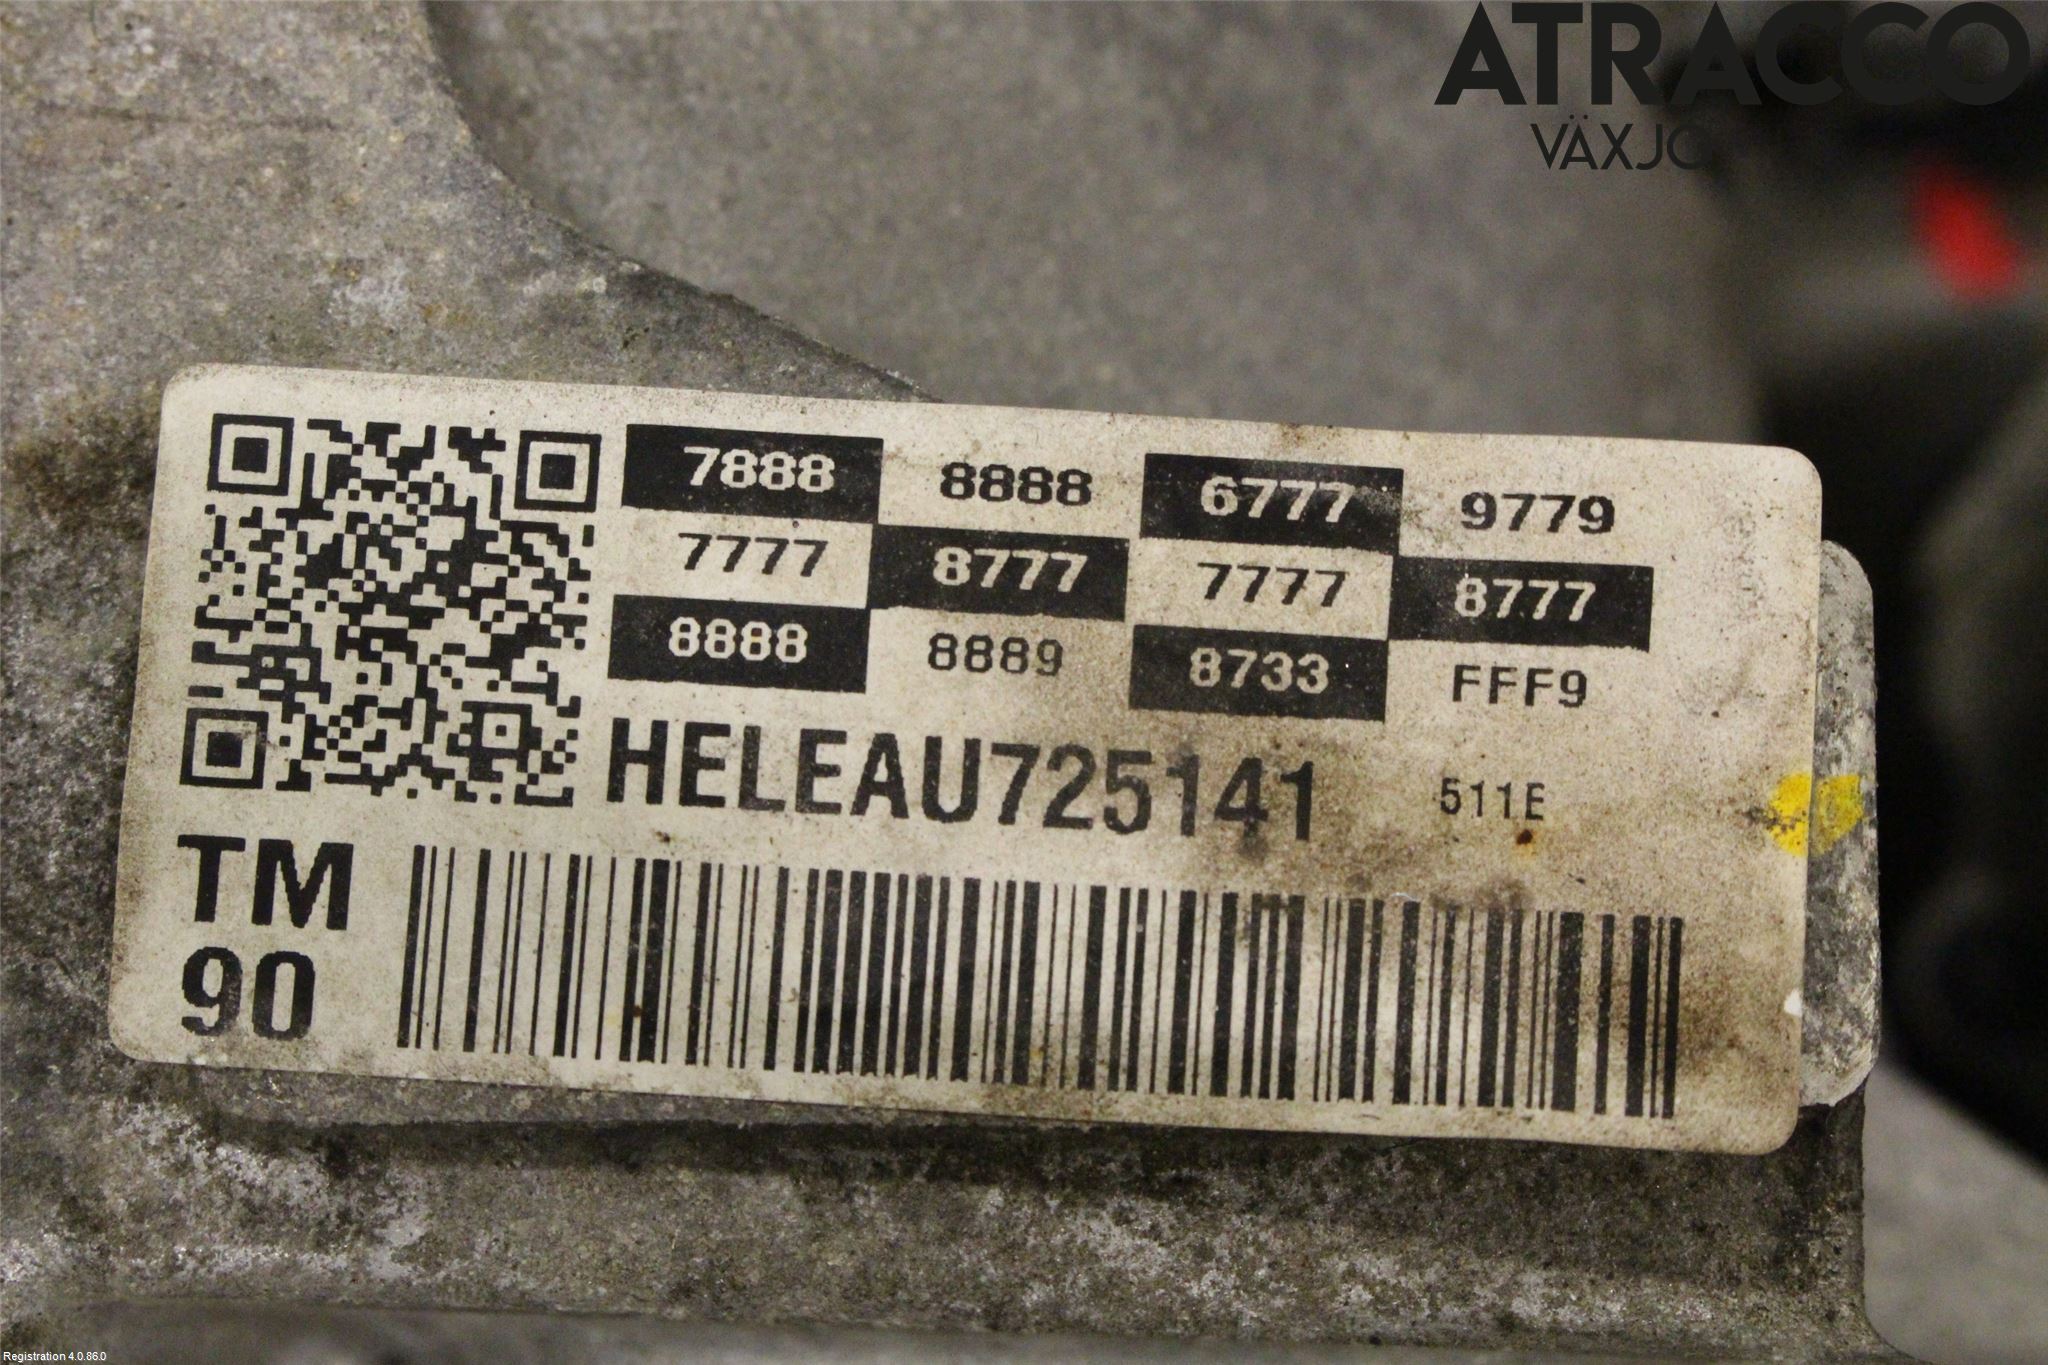 ATRACCO
VÄXJÖ
7888 8888 6777 9779
7777 8777 7777 8777
8888 8889 8733 FFF9
HELEAU725141 511E
TM
90
Registration 4.0.86.0